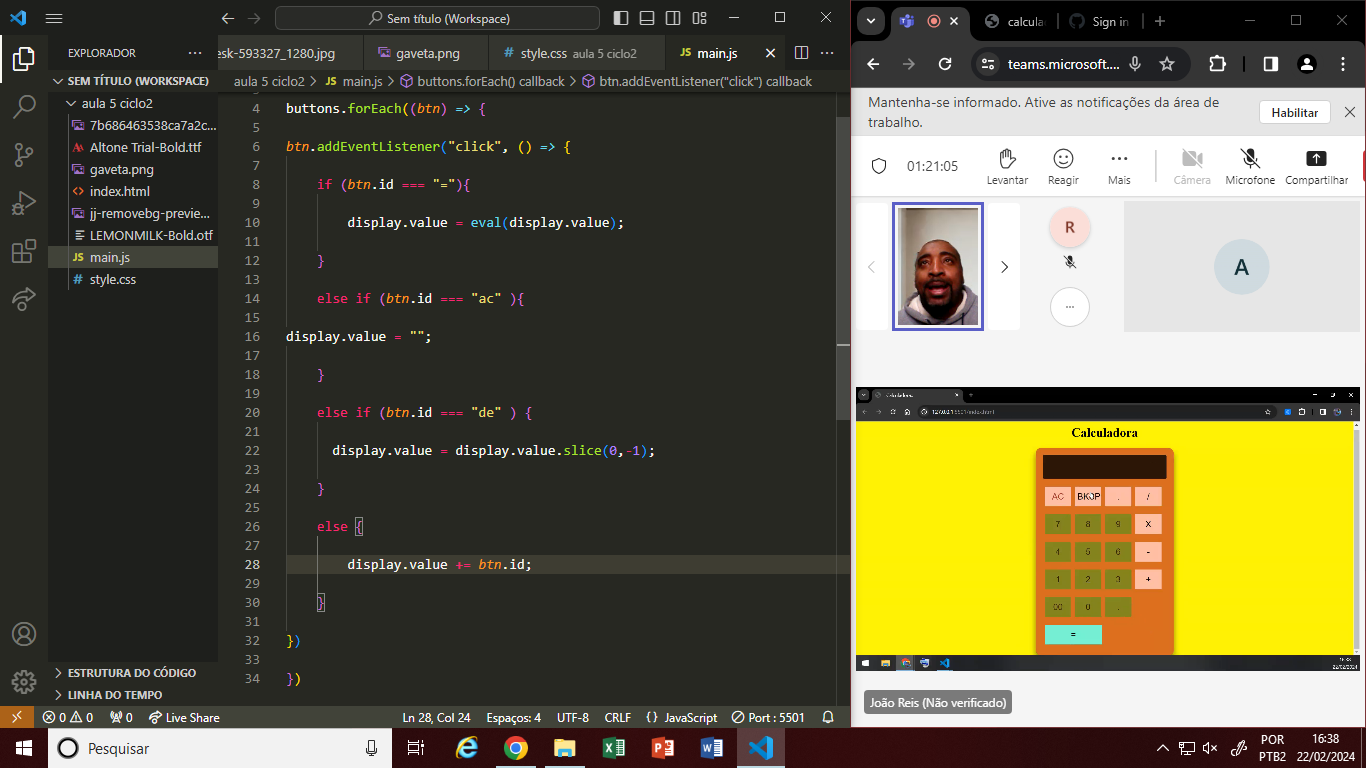 Sem título (Workspace)
EXPLORADOR
esk-593327_1280.jpg
gaveta.png
style.css aula 5 ciclo2
main.js
SEM TÍTULO (WORKSPACE)
aula 5 ciclo2
7b686463538ca7a2c...
Altone Trial-Bold.ttf
gaveta.png
index.html
jj-removebg-previe...
LEMONMILK-Bold.otf
main.js
style.css
ESTRUTURA DO CÓDIGO
LINHA DO TEMPO
aula 5 ciclo2 > main.js > buttons.forEach() callback > btn.addEventListener("click") callback
4 buttons.forEach((btn) => {
5
6 btn.addEventListener("click", () => {
7
8 if (btn.id === "="){
9
10 display.value = eval(display.value);
11
12 }
13
14 else if (btn.id === "ac" ){
15
16 display.value = "";
17
18 }
19
20 else if (btn.id === "de" ) {
21
22 display.value = display.value.slice(0,-1);
23
24 }
25
26 else {
27
28 display.value += btn.id;
29
30 }
31
32 })
33
34 })
0 0 0 Live Share Ln 28, Col 24 Espaços: 4 UTF-8 CRLF {} JavaScript Port : 5501
calcula
Sign in
teams.microsoft....
Mantenha-se informado. Ative as notificações da área de
trabalho.
Habilitar
01:21:05
Levantar Reagir Mais Câmera Microfone Compartilhar
R
A
Calculadora
AC BKOP . /
7 8 9 X
4 5 6 -
1 2 3 +
00 0 .
=
16:38
22/02/2024
João Reis (Não verificado)
Pesquisar
POR
PTB2
16:38
22/02/2024